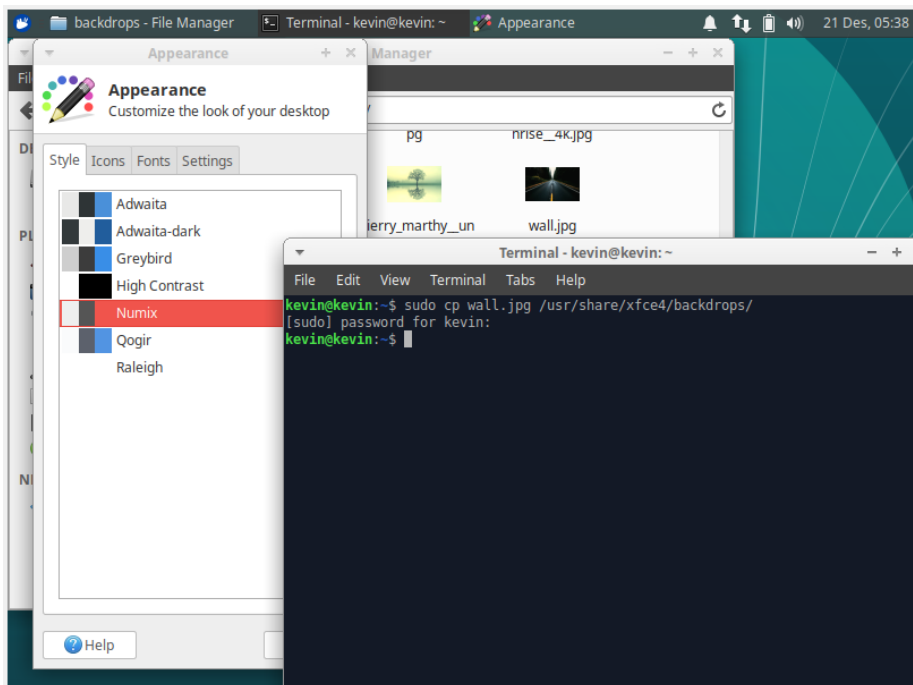 backdrops - File Manager Terminal - kevin@kevin: ~ Appearance 21 Des, 05:38
Appearance
Manager
Appearance
Customize the look of your desktop
Style Icons Fonts Settings
Adwaita
Adwaita-dark
Greybird
High Contrast
Numix
Qogir
Raleigh
Help
pg nrise_4k.jpg
ierry_marthy__un wall.jpg
Terminal - kevin@kevin: ~
File Edit View Terminal Tabs Help
kevin@kevin:~$ sudo cp wall.jpg /usr/share/xfce4/backdrops/
[sudo] password for kevin:
kevin@kevin:~$